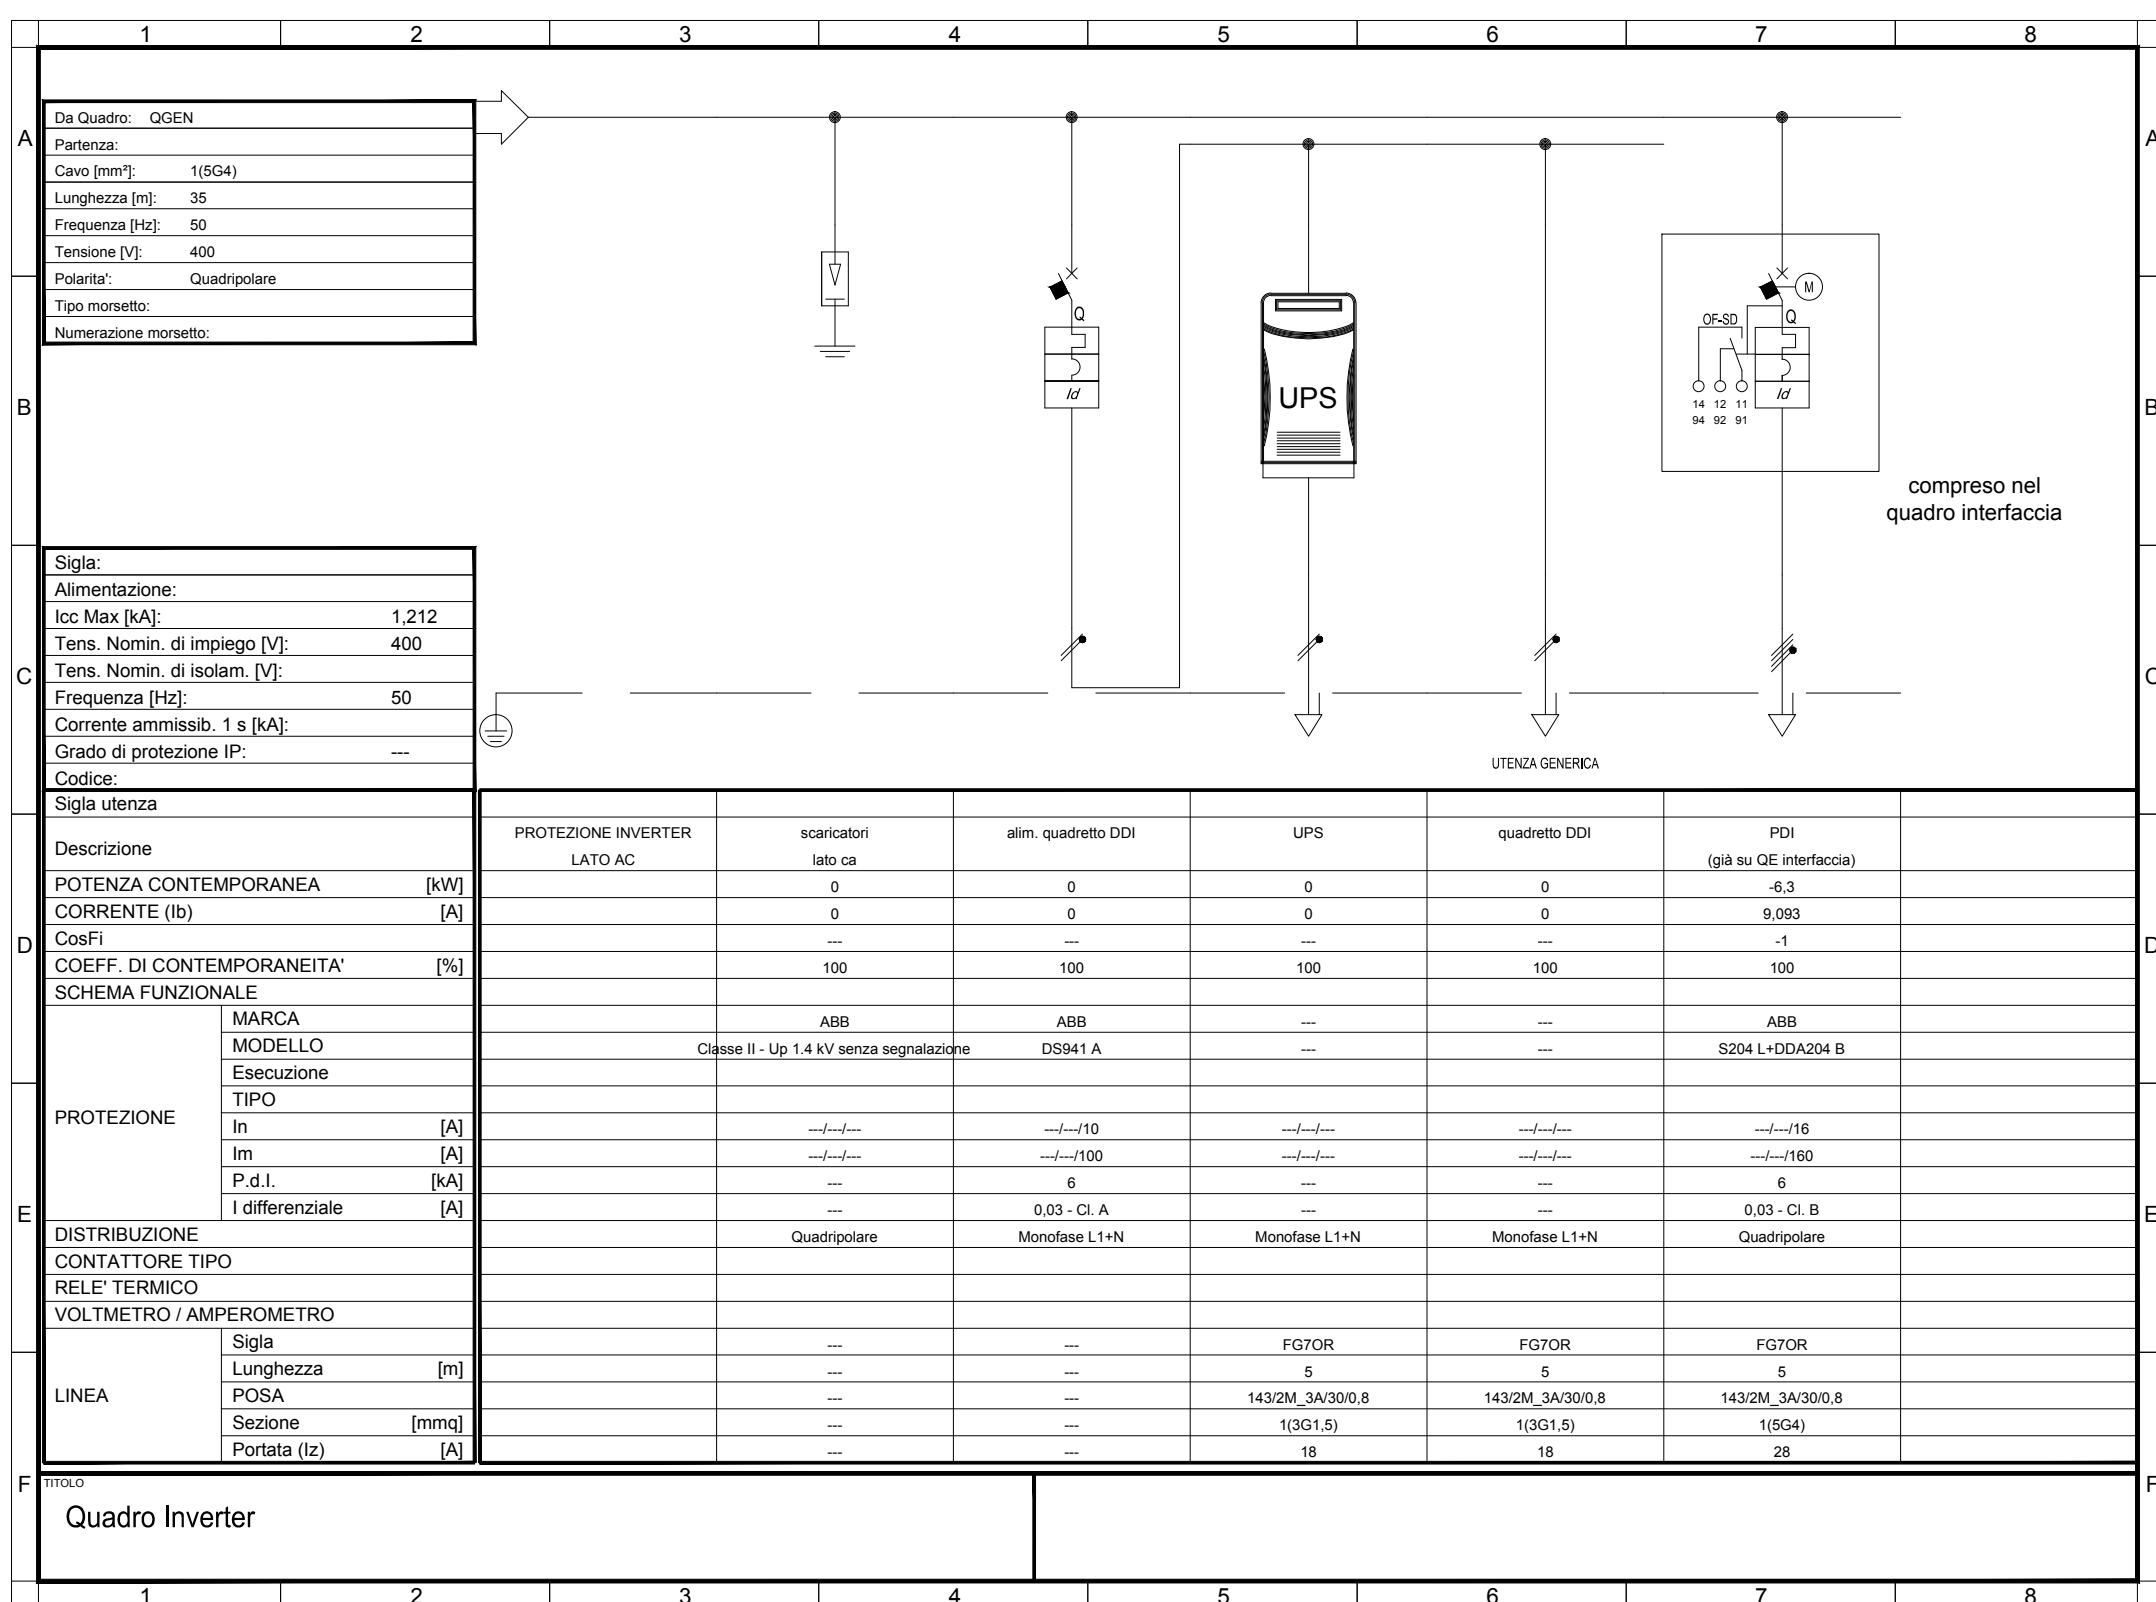 1 2 3 4 5 6 7 8
A A
Da Quadro: QGEN
Partenza:
Cavo [mm²]: 1(5G4)
Lunghezza [m]: 35
Frequenza [Hz]: 50
Tensione [V]: 400
Polarita': Quadripolare
Tipo morsetto:
Numerazione morsetto:
M
Q Q
OF-SD
Id Id
UPS
14 12 11
94 92 91
B B
compreso nel
quadro interfaccia
Sigla:
Alimentazione:
Icc Max [kA]: 1,212
Tens. Nomin. di impiego [V]: 400
Tens. Nomin. di isolam. [V]:
C C
Frequenza [Hz]: 50
Corrente ammissib. 1 s [kA]:
Grado di protezione IP: ---
Codice:
UTENZA GENERICA
Sigla utenza
Descrizione
PROTEZIONE INVERTER scaricatori alim. quadretto DDI UPS quadretto DDI PDI
LATO AC lato ca (già su QE interfaccia)
POTENZA CONTEMPORANEA [kW] 0 0 0 0 -6,3
CORRENTE (Ib) [A] 0 0 0 0 9,093
D D
CosFi --- --- --- --- -1
COEFF. DI CONTEMPORANEITA' [%] 100 100 100 100 100
SCHEMA FUNZIONALE
PROTEZIONE
MARCA ABB ABB --- --- ABB
MODELLO Classe II - Up 1.4 kV senza segnalazione DS941 A --- --- S204 L+DDA204 B
Esecuzione
TIPO
In [A] ---/---/--- ---/---/10 ---/---/--- ---/---/--- ---/---/16
Im [A] ---/---/--- ---/---/100 ---/---/--- ---/---/--- ---/---/160
P.d.I. [kA] --- 6 --- --- 6
I differenziale [A] --- 0,03 - Cl. A --- --- 0,03 - Cl. B
E E
DISTRIBUZIONE Quadripolare Monofase L1+N Monofase L1+N Monofase L1+N Quadripolare
CONTATTORE TIPO
RELE' TERMICO
VOLTMETRO / AMPEROMETRO
LINEA
Sigla --- --- FG7OR FG7OR FG7OR
Lunghezza [m] --- --- 5 5 5
POSA --- --- 143/2M_3A/30/0,8 143/2M_3A/30/0,8 143/2M_3A/30/0,8
Sezione [mmq] --- --- 1(3G1,5) 1(3G1,5) 1(5G4)
Portata (Iz) [A] --- --- 18 18 28
F F
TITOLO
Quadro Inverter
1 2 3 4 5 6 7 8